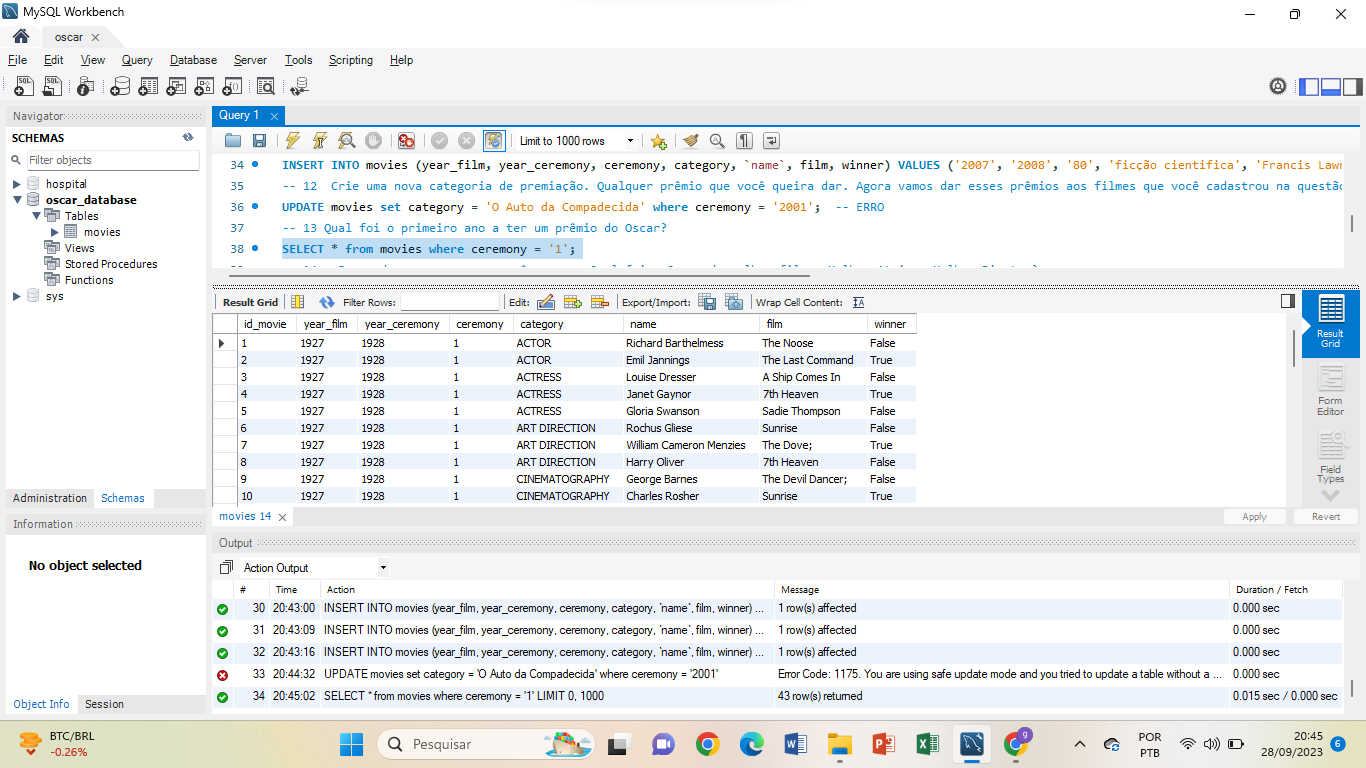 MySQL Workbench
oscar
File Edit View Query Database Server Tools Scripting Help
Navigator
SCHEMAS
Filter objects
hospital
oscar_database
Tables
movies
Views
Stored Procedures
Functions
sys
Administration Schemas
Information
No object selected
Object Info Session
Query 1
Limit to 1000 rows
34 INSERT INTO movies (year_film, year_ceremony, ceremony, category, `name`, film, winner) VALUES ('2007', '2008', '80', 'ficção cientifica', 'Francis Lawr
35 -- 12 Crie uma nova categoria de premiação. Qualquer prêmio que você queira dar. Agora vamos dar esses prêmios aos filmes que você cadastrou na questão
36 UPDATE movies set category = 'O Auto da Compadecida' where ceremony = '2001'; -- ERRO
37 -- 13 Qual foi o primeiro ano a ter um prêmio do Oscar?
38 SELECT * from movies where ceremony = '1';
Result Grid Filter Rows: Edit: Export/Import: Wrap Cell Content:
id_movie year_film year_ceremony ceremony category name film winner
1 1927 1928 1 ACTOR Richard Barthelmess The Noose False
2 1927 1928 1 ACTOR Emil Jannings The Last Command True
3 1927 1928 1 ACTRESS Louise Dresser A Ship Comes In False
4 1927 1928 1 ACTRESS Janet Gaynor 7th Heaven True
5 1927 1928 1 ACTRESS Gloria Swanson Sadie Thompson False
6 1927 1928 1 ART DIRECTION Rochus Gliese Sunrise False
7 1927 1928 1 ART DIRECTION William Cameron Menzies The Dove; True
8 1927 1928 1 ART DIRECTION Harry Oliver 7th Heaven False
9 1927 1928 1 CINEMATOGRAPHY George Barnes The Devil Dancer; False
10 1927 1928 1 CINEMATOGRAPHY Charles Rosher Sunrise True
Result
Grid
Form
Editor
Field
Types
movies 14
Apply Revert
Output
Action Output
# Time Action Message Duration / Fetch
30 20:43:00 INSERT INTO movies (year_film, year_ceremony, ceremony, category, `name`, film, winner) ... 1 row(s) affected 0.000 sec
31 20:43:09 INSERT INTO movies (year_film, year_ceremony, ceremony, category, `name`, film, winner) ... 1 row(s) affected 0.000 sec
32 20:43:16 INSERT INTO movies (year_film, year_ceremony, ceremony, category, `name`, film, winner) ... 1 row(s) affected 0.000 sec
33 20:44:32 UPDATE movies set category = 'O Auto da Compadecida' where ceremony = '2001' Error Code: 1175. You are using safe update mode and you tried to update a table without a ... 0.000 sec
34 20:45:02 SELECT * from movies where ceremony = '1' LIMIT 0, 1000 43 row(s) returned 0.015 sec / 0.000 sec
BTC/BRL
-0.26%
Pesquisar
POR
PTB
20:45
28/09/2023
6